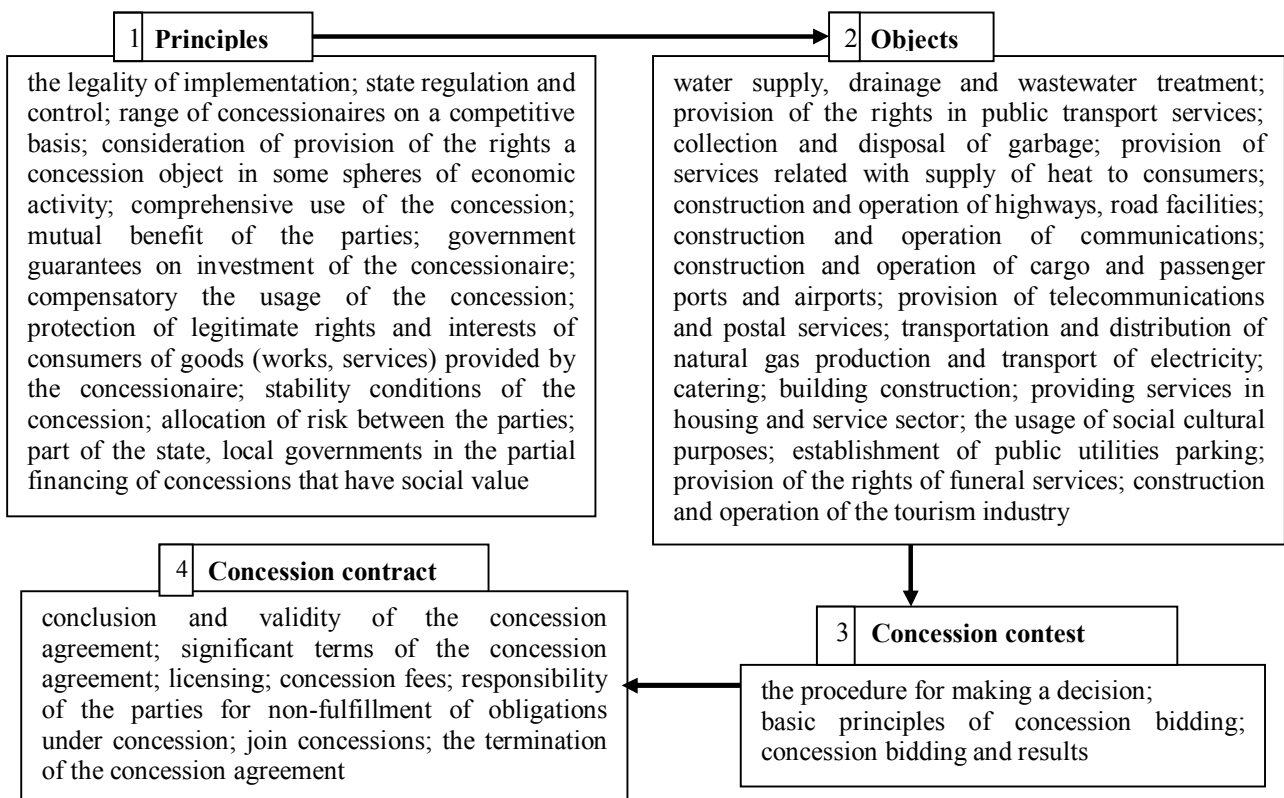 1 Principles
the legality of implementation; state regulation and
control; range of concessionaires on a competitive
basis; consideration of provision of the rights a
concession object in some spheres of economic
activity; comprehensive use of the concession;
mutual benefit of the parties; government
guarantees on investment of the concessionaire;
compensatory the usage of the concession;
protection of legitimate rights and interests of
consumers of goods (works, services) provided by
the concessionaire; stability conditions of the
concession; allocation of risk between the parties;
part of the state, local governments in the partial
financing of concessions that have social value
2 Objects
water supply, drainage and wastewater treatment;
provision of the rights in public transport services;
collection and disposal of garbage; provision of
services related with supply of heat to consumers;
construction and operation of highways, road facilities;
construction and operation of communications;
construction and operation of cargo and passenger
ports and airports; provision of telecommunications
and postal services; transportation and distribution of
natural gas production and transport of electricity;
catering; building construction; providing services in
housing and service sector; the usage of social cultural
purposes; establishment of public utilities parking;
provision of the rights of funeral services; construction
and operation of the tourism industry
3 Concession contest
the procedure for making a decision;
basic principles of concession bidding;
concession bidding and results
4 Concession contract
conclusion and validity of the concession
agreement; significant terms of the concession
agreement; licensing; concession fees; responsibility
of the parties for non-fulfillment of obligations
under concession; join concessions; the termination
of the concession agreement